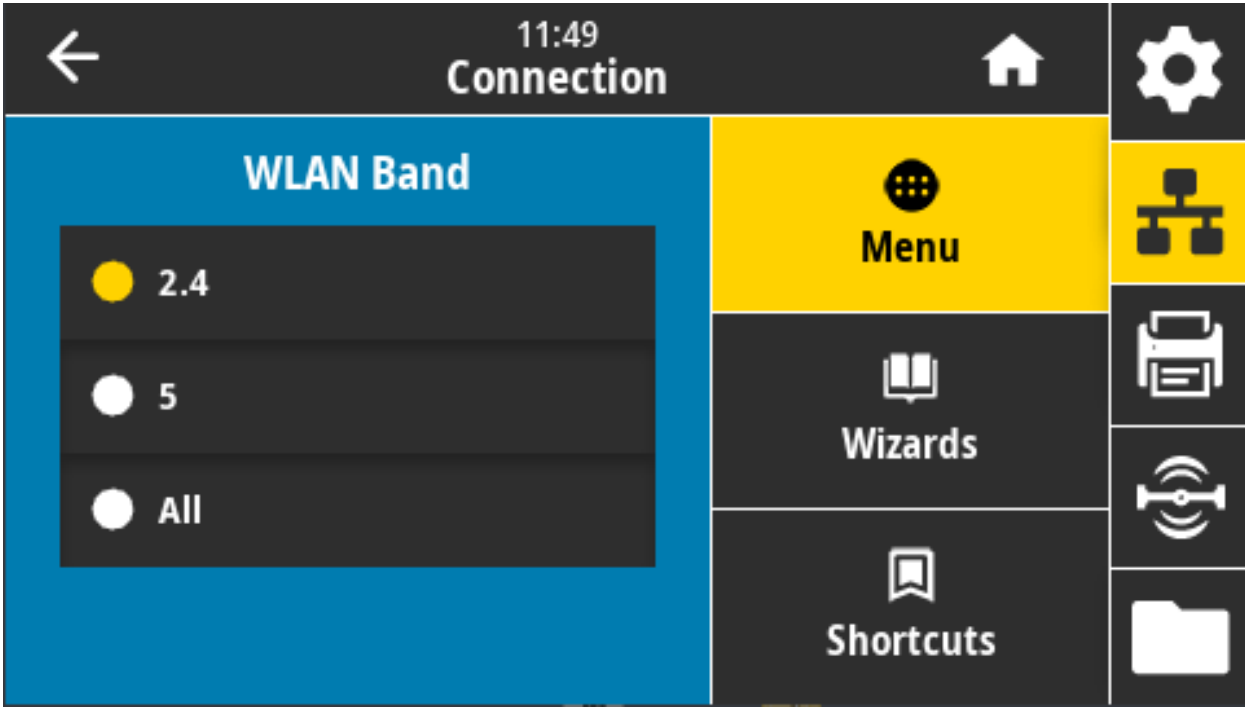 11:49
Connection
WLAN Band
2.4
5
All
Menu
Wizards
Shortcuts